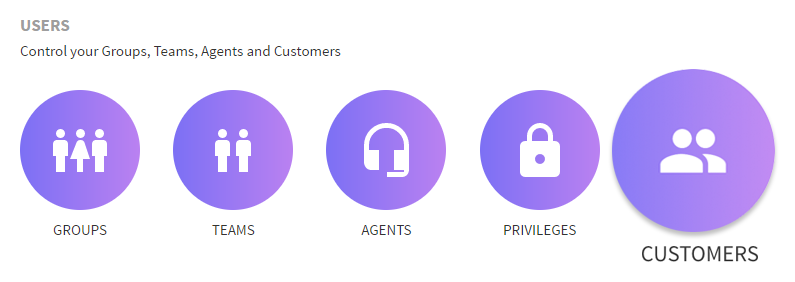 USERS
Control your Groups, Teams, Agents and Customers
GROUPS
TEAMS
AGENTS
PRIVILEGES
CUSTOMERS